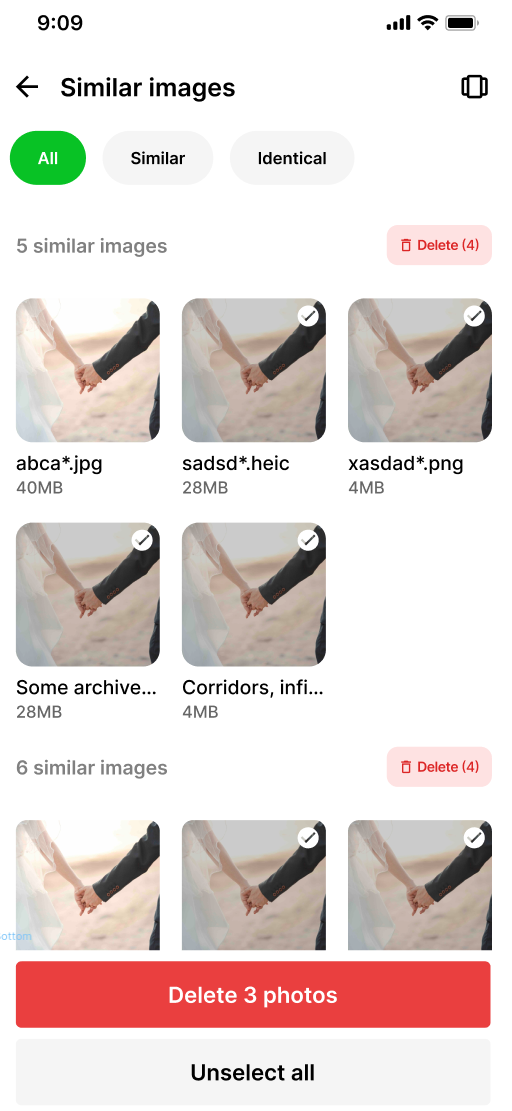 9:09
Similar images
All
Similar
Identical
5 similar images
Delete (4)
abca*.jpg
sadsd*.heic
xasdad*.png
40MB
28MB
4MB
Some archive...
Corridors, infi...
28MB
4MB
6 similar images
Delete (4)
ottom
Delete 3 photos
Unselect all